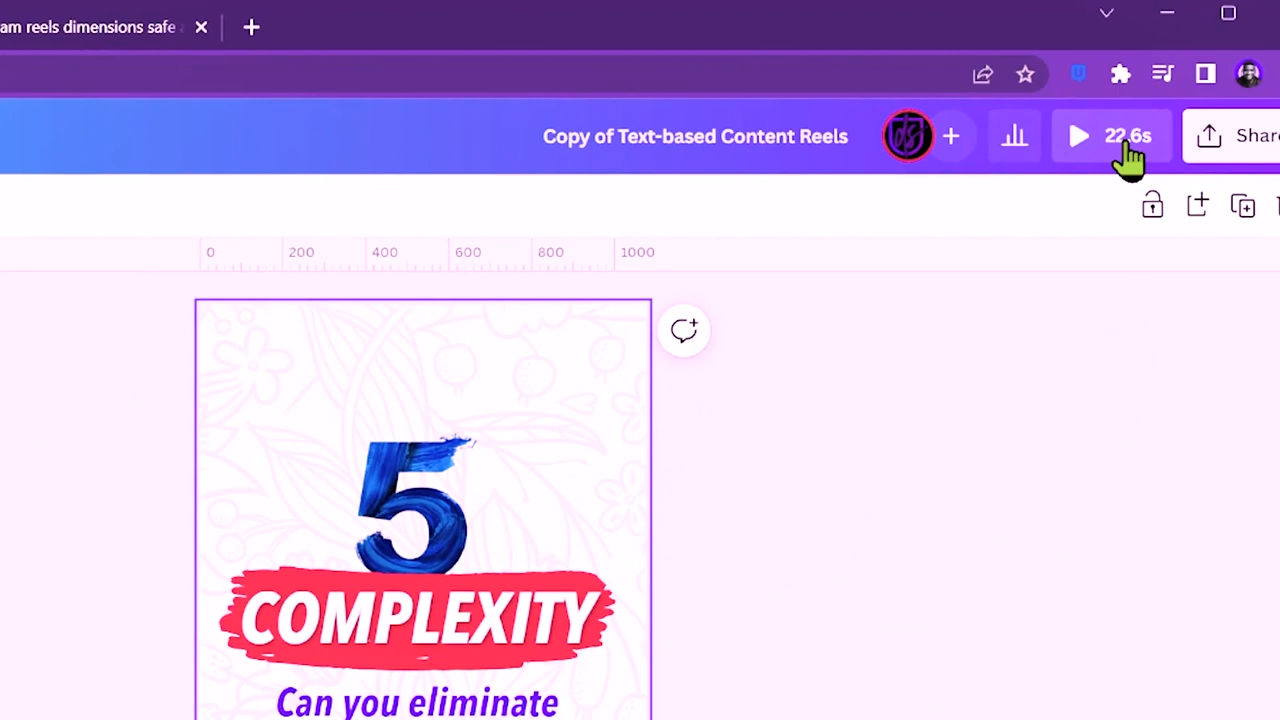 am reels dimensions safe
Copy of Text-based Content Reels
22.6s
Shar
0 200 400 600 800 1000
5
COMPLEXITY
Can you eliminate